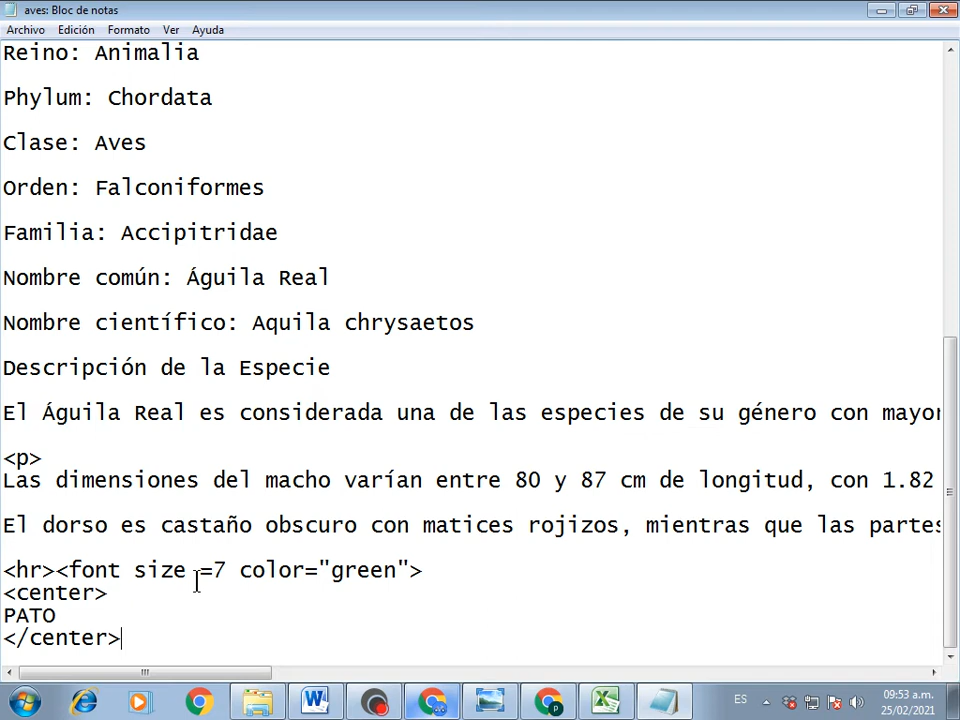 aves: Bloc de notas
Archivo Edición Formato Ver Ayuda
Reino: Animalia
Phylum: Chordata
Clase: Aves
Orden: Falconiformes
Familia: Accipitridae
Nombre común: Águila Real
Nombre científico: Aquila chrysaetos
Descripción de la Especie
El Águila Real es considerada una de las especies de su género con mayor
<p>
Las dimensiones del macho varían entre 80 y 87 cm de longitud, con 1.82
El dorso es castaño obscuro con matices rojizos, mientras que las partes
<hr><font size =7 color="green">
<center>
PATO
</center>
ES
09:53 a.m.
25/02/2021